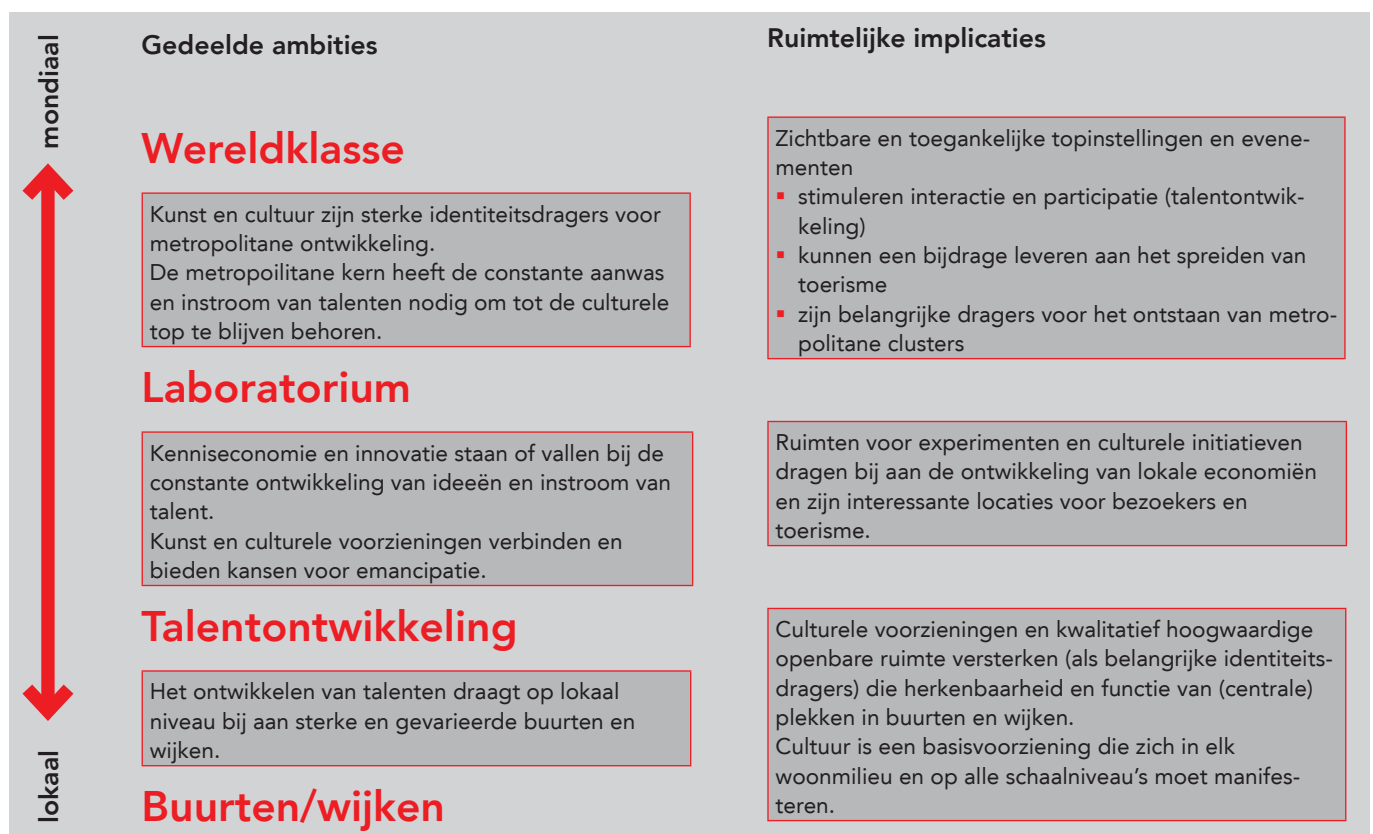 mondiaal
Gedeelde ambities
Ruimtelijke implicaties
Wereldklasse
Kunst en cultuur zijn sterke identiteitsdragers voor
metropolitane ontwikkeling.
De metropoilitane kern heeft de constante aanwas
en instroom van talenten nodig om tot de culturele
top te blijven behoren.
Zichtbare en toegankelijke topinstellingen en evene-
menten
▪ stimuleren interactie en participatie (talentontwik-
keling)
▪ kunnen een bijdrage leveren aan het spreiden van
toerisme
▪ zijn belangrijke dragers voor het ontstaan van metro-
politane clusters
Laboratorium
Kenniseconomie en innovatie staan of vallen bij de
constante ontwikkeling van ideeën en instroom van
talent.
Kunst en culturele voorzieningen verbinden en
bieden kansen voor emancipatie.
Ruimten voor experimenten en culturele initiatieven
dragen bij aan de ontwikkeling van lokale economiën
en zijn interessante locaties voor bezoekers en
toerisme.
Talentontwikkeling
Het ontwikkelen van talenten draagt op lokaal
niveau bij aan sterke en gevarieerde buurten en
wijken.
Culturele voorzieningen en kwalitatief hoogwaardige
openbare ruimte versterken (als belangrijke identiteits-
dragers) die herkenbaarheid en functie van (centrale)
plekken in buurten en wijken.
Cultuur is een basisvoorziening die zich in elk
woonmilieu en op alle schaalniveau's moet manifes-
teren.
lokaal
Buurten/wijken